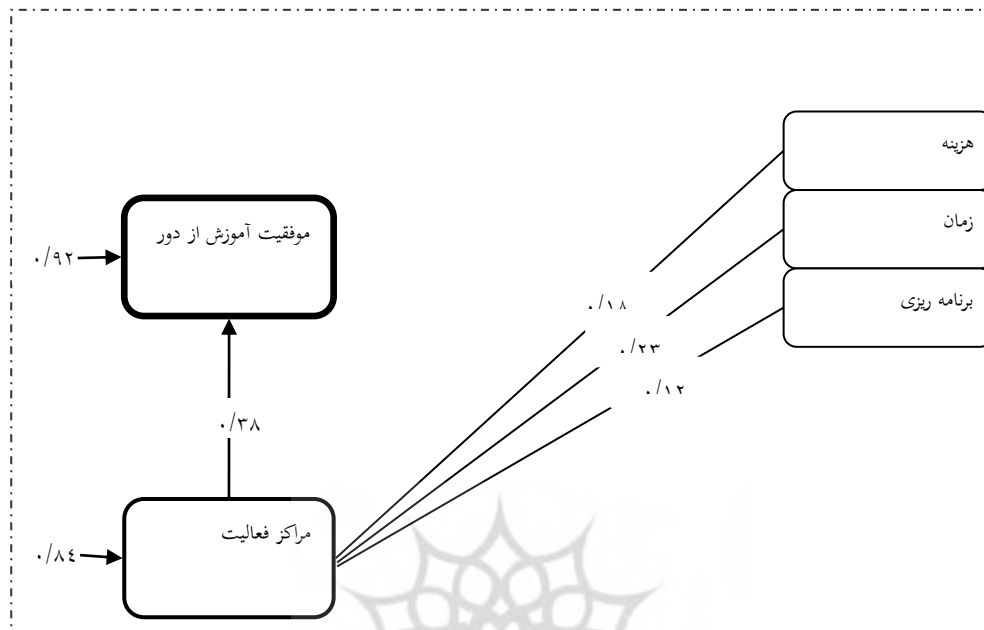 هزینه
زمان
موفقیت آموزش از دور
۰/۹۲
برنامه ریزی
۰/۱۸
۰/۲۳
۰/۱۲
۰/۳۸
مراکز فعالیت
۰/۸٤